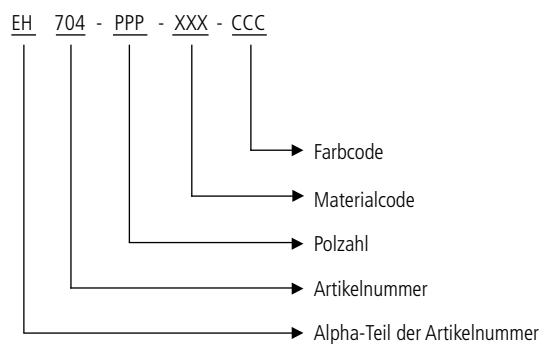 EH 704 - PPP - XXX - CCC
Farbcode
Materialcode
Polzahl
Artikelnummer
Alpha-Teil der Artikelnummer